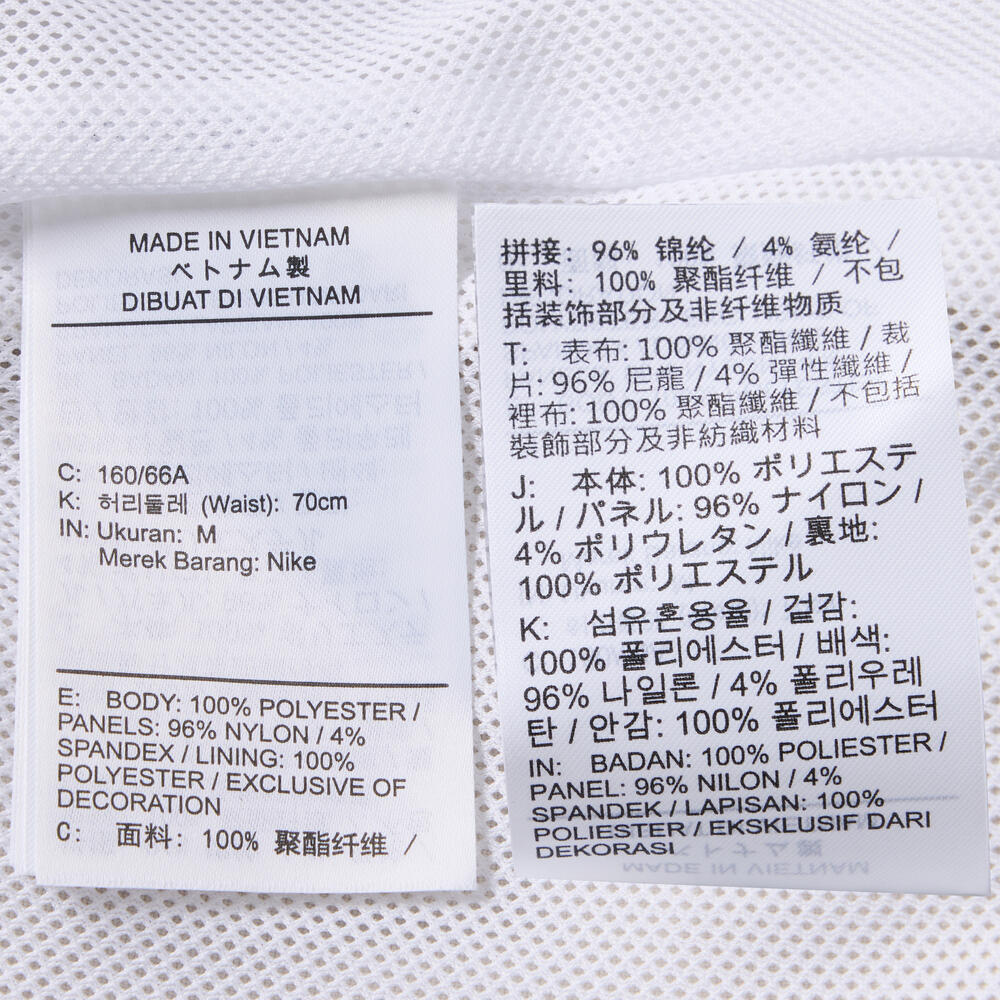 MADE IN VIETNAM
ベトナム製
DIBUAT DI VIETNAM
C: 160/66A
K: 허리둘레 (Waist): 70cm
IN: Ukuran: M
Merek Barang: Nike
E: BODY: 100% POLYESTER /
PANELS: 96% NYLON / 4%
SPANDEX / LINING: 100%
POLYESTER / EXCLUSIVE OF
DECORATION
C: 面料: 100% 聚酯纤维 /
拼接: 96% 锦纶 / 4% 氨纶 /
里料: 100% 聚酯纤维 / 不包
括装饰部分及非纤维物质
T: 表布: 100% 聚酯纖維 / 裁
片: 96% 尼龍 / 4% 彈性纖維 /
裡布: 100% 聚酯纖維 / 不包括
裝飾部分及非紡織材料
J: 本体: 100% ポリエステ
ル / パネル: 96% ナイロン /
4% ポリウレタン / 裏地:
100% ポリエステル
K: 섬유혼용율 / 겉감:
100% 폴리에스터 / 배색:
96% 나일론 / 4% 폴리우레
탄 / 안감: 100% 폴리에스터
IN: BADAN: 100% POLIESTER /
PANEL: 96% NILON / 4%
SPANDEK / LAPISAN: 100%
POLIESTER / EKSKLUSIF DARI
DEKORASI